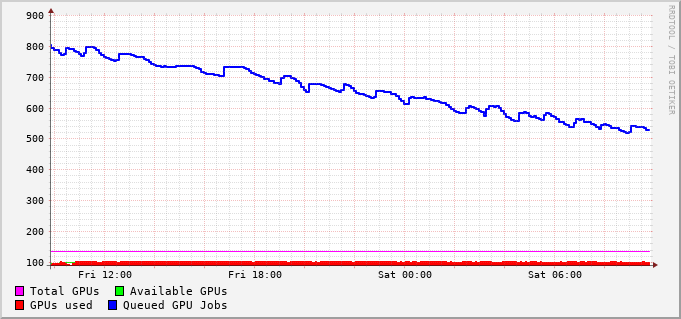 RRDTOOL / TOBI OETIKER
900
800
700
600
500
400
300
200
100
Fri 12:00 Fri 18:00 Sat 00:00 Sat 06:00
Total GPUs Available GPUs
GPUs used Queued GPU Jobs